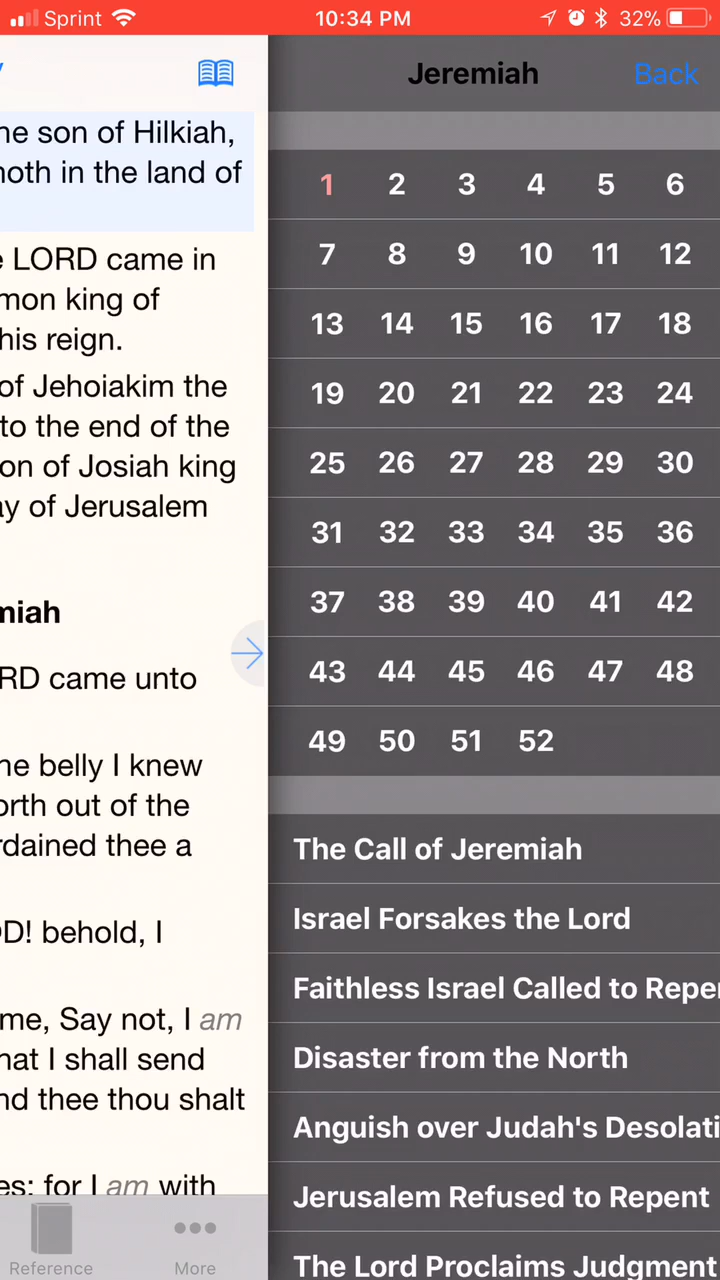 Sprint
10:34 PM
32%
Jeremiah
Back
he son of Hilkiah,
noth in the land of
LORD came in
mon king of
his reign.
of Jehoiakim the
to the end of the
on of Josiah king
ay of Jerusalem
miah
RD came unto
he belly I knew
orth out of the
rdained thee a
D! behold, I
me, Say not, I am
hat I shall send
nd thee thou shalt
es: for I am with
Reference
More
1 2 3 4 5 6
7 8 9 10 11 12
13 14 15 16 17 18
19 20 21 22 23 24
25 26 27 28 29 30
31 32 33 34 35 36
37 38 39 40 41 42
43 44 45 46 47 48
49 50 51 52
The Call of Jeremiah
Israel Forsakes the Lord
Faithless Israel Called to Repe
Disaster from the North
Anguish over Judah's Desolati
Jerusalem Refused to Repent
The Lord Proclaims Judgment